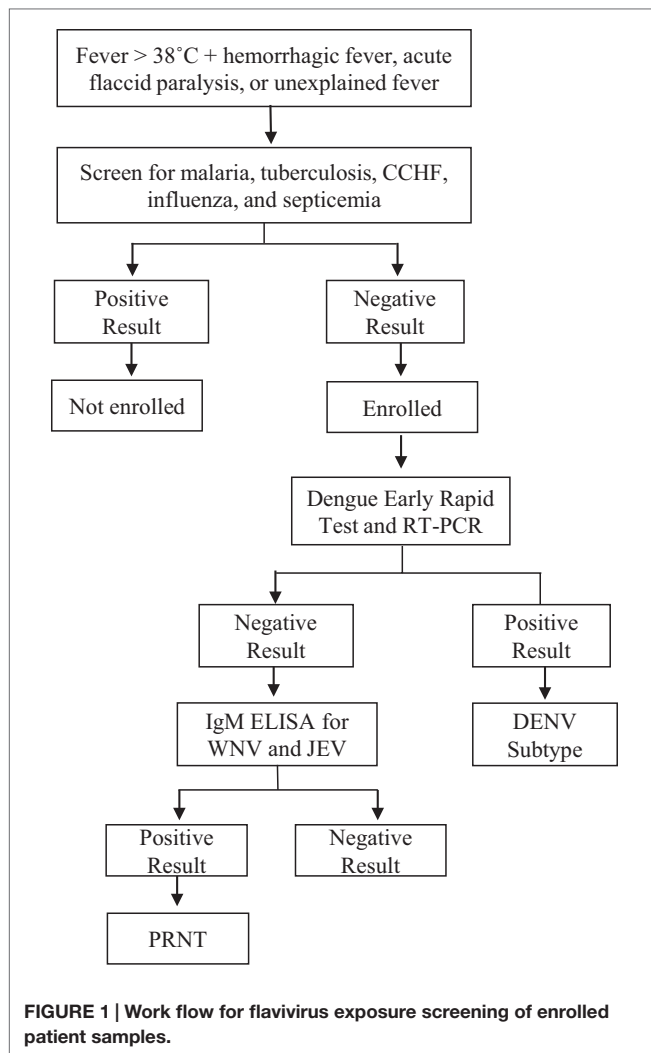 Fever > 38˚C + hemorrhagic fever, acute
flaccid paralysis, or unexplained fever
Screen for malaria, tuberculosis, CCHF,
influenza, and septicemia
Positive
Result
Negative
Result
Not enrolled
Enrolled
Dengue Early Rapid
Test and RT-PCR
Negative
Result
Positive
Result
IgM ELISA for
WNV and JEV
DENV
Subtype
Positive
Result
Negative
Result
PRNT
FIGURE 1 | Work flow for flavivirus exposure screening of enrolled
patient samples.